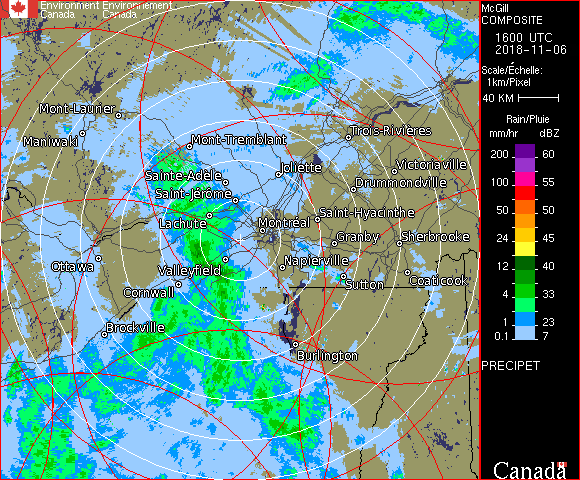 Environment Environnement
Canada Canada
McGill
COMPOSITE
1600 UTC
2018-11-06
Scale/Échelle:
1km/Pixel
40 KM
Rain/Pluie
mm/hr dBZ
200 60
150 57
100 55
50 50
24 45
12 40
4 33
1 23
0.1 7
PRECIPET
Canada
Mont-Laurier
Maniwaki
Mont-Tremblant
Trois-Rivières
Joliette
Victoriaville
Sainte-Adèle
Drummondville
Saint-Jérôme
Saint-Hyacinthe
Lachute
Montréal
Granby
Sherbrooke
Ottawa
Valleyfield
Napierville
Cornwall
Sutton
Coaticook
Brockville
Burlington